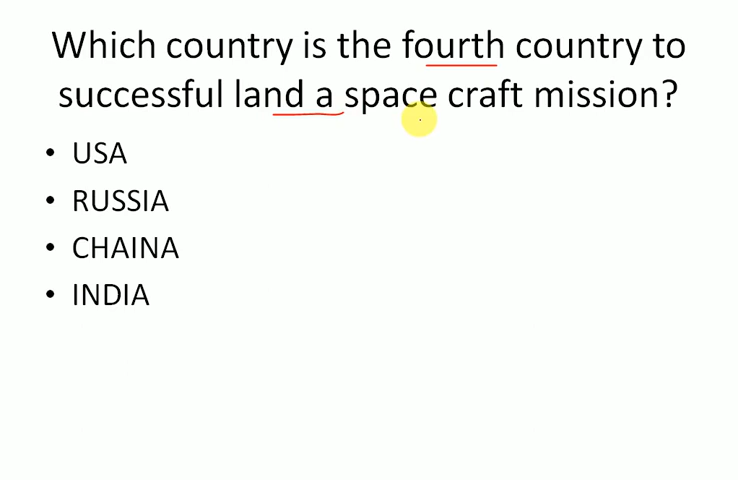 Which country is the fourth country to
successful land a space craft mission?
• USA
• RUSSIA
• CHAINA
• INDIA